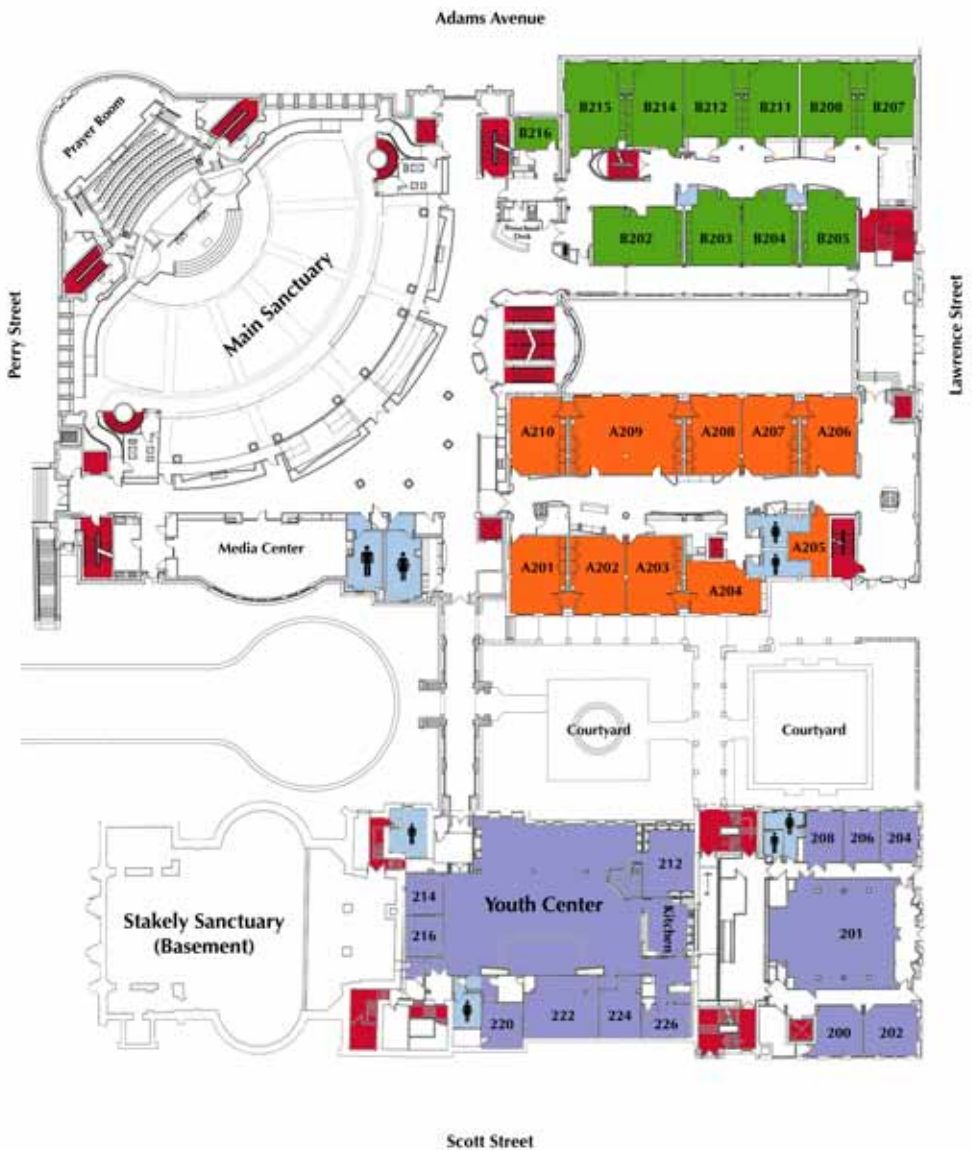 Adams Avenue
Prayer Room
B215
B214
B212
B211
B208
B207
B216
B202
B203
B204
B205
Desk
Main Sanctuary
Perry Street
Lawrence Street
A210
A209
A208
A207
A206
Media Center
A201
A202
A203
A204
A205
Courtyard
Courtyard
208
206
204
212
214
216
Youth Center
Kitchen
Stakely Sanctuary
(Basement)
201
220
222
224
226
200
202
Scott Street